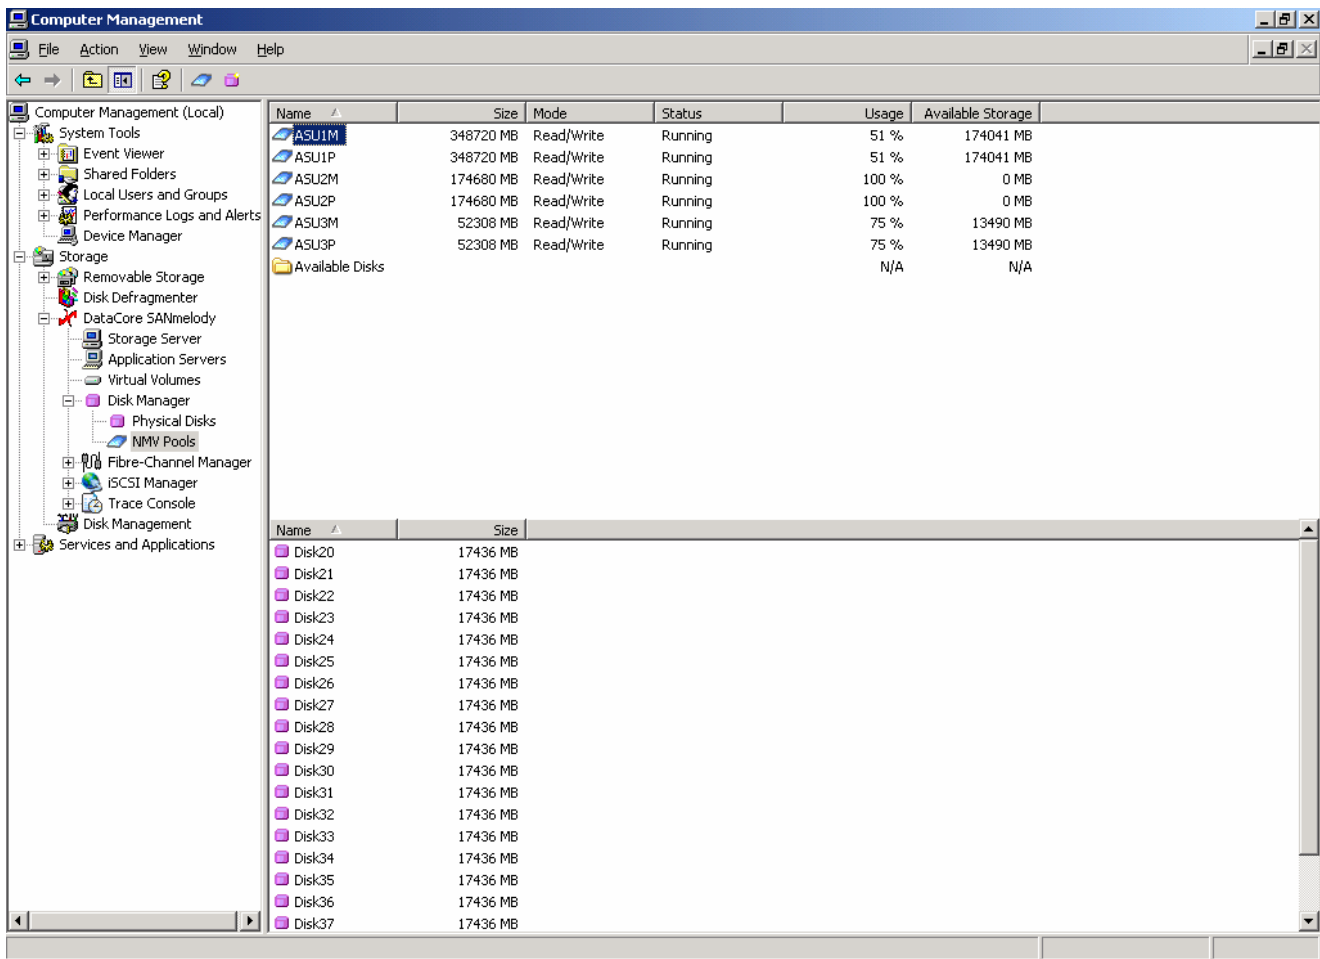 Computer Management
File Action View Window Help
Computer Management (Local)
System Tools
Event Viewer
Shared Folders
Local Users and Groups
Performance Logs and Alerts
Device Manager
Storage
Removable Storage
Disk Defragmenter
DataCore SANmelody
Storage Server
Application Servers
Virtual Volumes
Disk Manager
Physical Disks
NMV Pools
Fibre-Channel Manager
iSCSI Manager
Trace Console
Disk Management
Services and Applications
Name Size Mode Status Usage Available Storage
ASU1M 348720 MB Read/Write Running 51 % 174041 MB
ASU1P 348720 MB Read/Write Running 51 % 174041 MB
ASU2M 174680 MB Read/Write Running 100 % 0 MB
ASU2P 174680 MB Read/Write Running 100 % 0 MB
ASU3M 52308 MB Read/Write Running 75 % 13490 MB
ASU3P 52308 MB Read/Write Running 75 % 13490 MB
Available Disks N/A N/A
Name Size
Disk20 17436 MB
Disk21 17436 MB
Disk22 17436 MB
Disk23 17436 MB
Disk24 17436 MB
Disk25 17436 MB
Disk26 17436 MB
Disk27 17436 MB
Disk28 17436 MB
Disk29 17436 MB
Disk30 17436 MB
Disk31 17436 MB
Disk32 17436 MB
Disk33 17436 MB
Disk34 17436 MB
Disk35 17436 MB
Disk36 17436 MB
Disk37 17436 MB